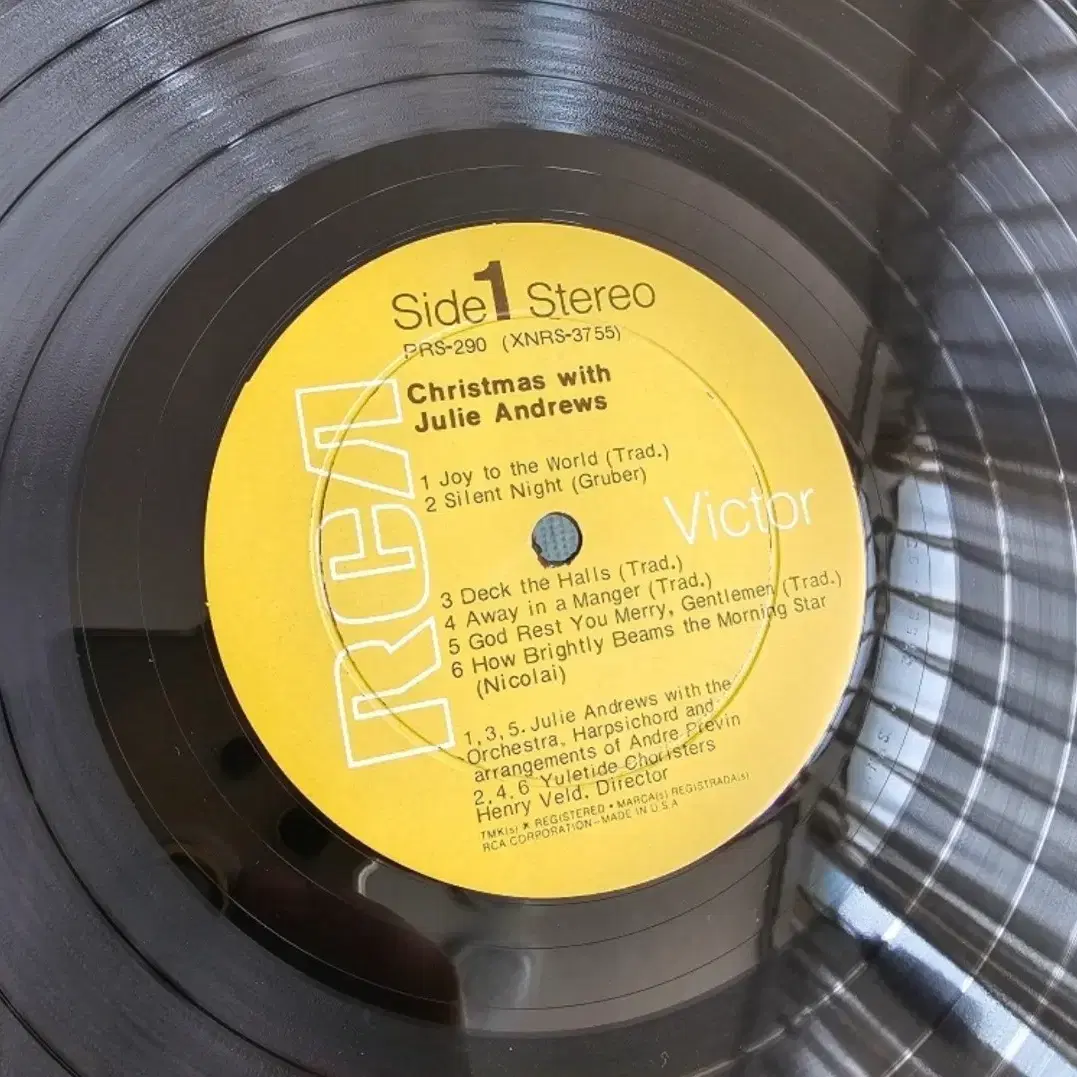 Side 1 Stereo
PRS-290 (XNRS-3755)
Christmas with
Julie Andrews
1 Joy to the World (Trad.)
2 Silent Night (Gruber)
RCA
Victor
3 Deck the Halls (Trad.)
4 Away in a Manger (Trad.)
5 God Rest You Merry, Gentlemen (Trad.)
6 How Brightly Beams the Morning Star
(Nicolai)
1,3,5. Julie Andrews with the
Orchestra, Harpsichord and
arrangements of Andre Previn
2,4,6 Yuletide Choristers
Henry Veld. Director
TMK(s) ® REGISTERED • MARCA(s) REGISTRADA(s)
RCA CORPORATION–MADE IN U.S.A